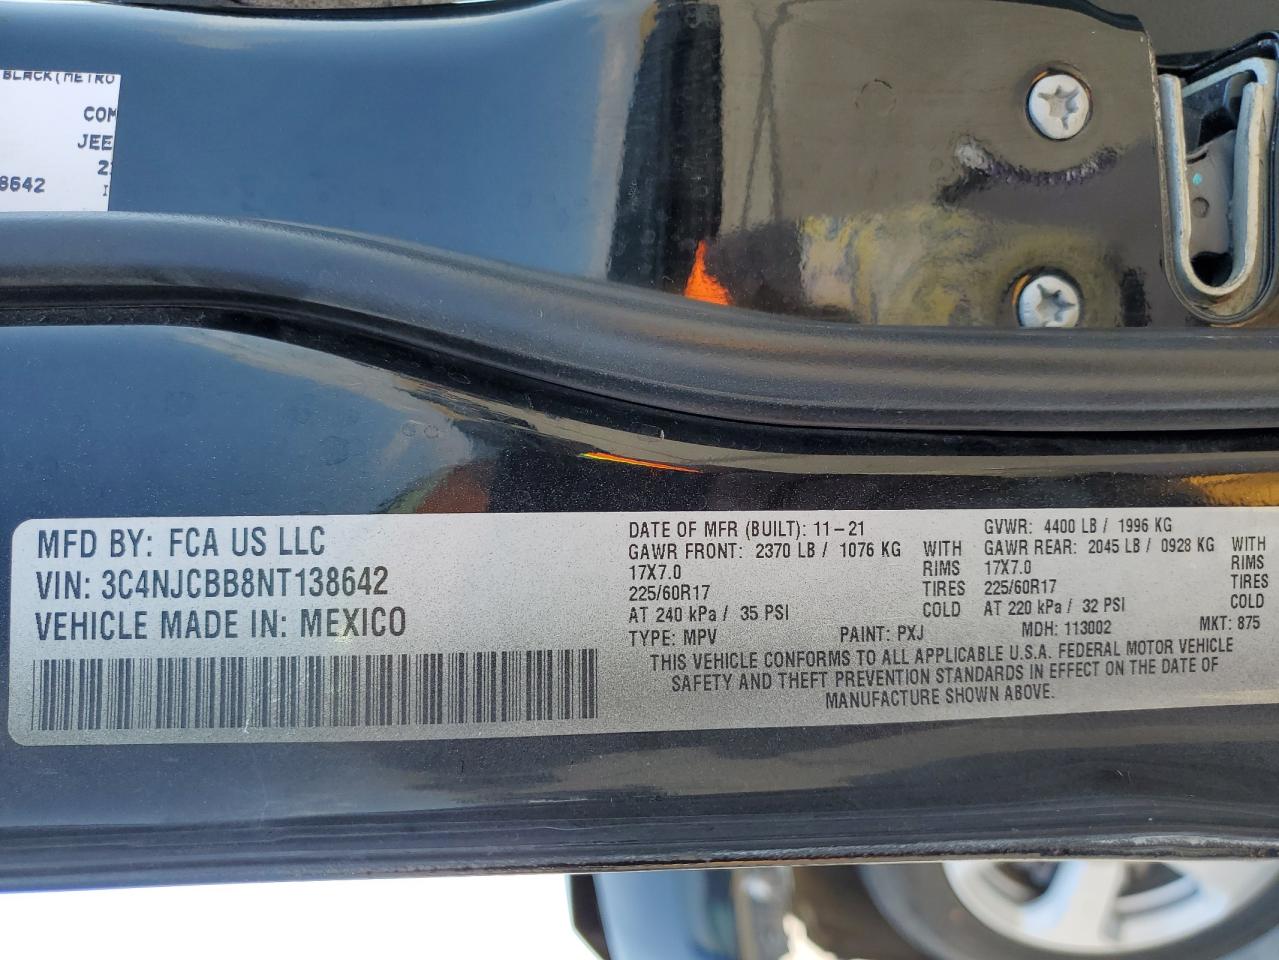 BLACK(METRO
COM
JEE
8642
MFD BY: FCA US LLC
VIN: 3C4NJCBB8NT138642
VEHICLE MADE IN: MEXICO
DATE OF MFR (BUILT): 11-21
GAWR FRONT: 2370 LB / 1076 KG WITH
17X7.0 RIMS
225/60R17 TIRES
AT 240 kPa / 35 PSI COLD
GVWR: 4400 LB / 1996 KG
GAWR REAR: 2045 LB / 0928 KG WITH
17X7.0 RIMS
225/60R17 TIRES
AT 220 kPa / 32 PSI COLD
TYPE: MPV PAINT: PXJ MDH: 113002 MKT: 875
THIS VEHICLE CONFORMS TO ALL APPLICABLE U.S.A. FEDERAL MOTOR VEHICLE
SAFETY AND THEFT PREVENTION STANDARDS IN EFFECT ON THE DATE OF
MANUFACTURE SHOWN ABOVE.